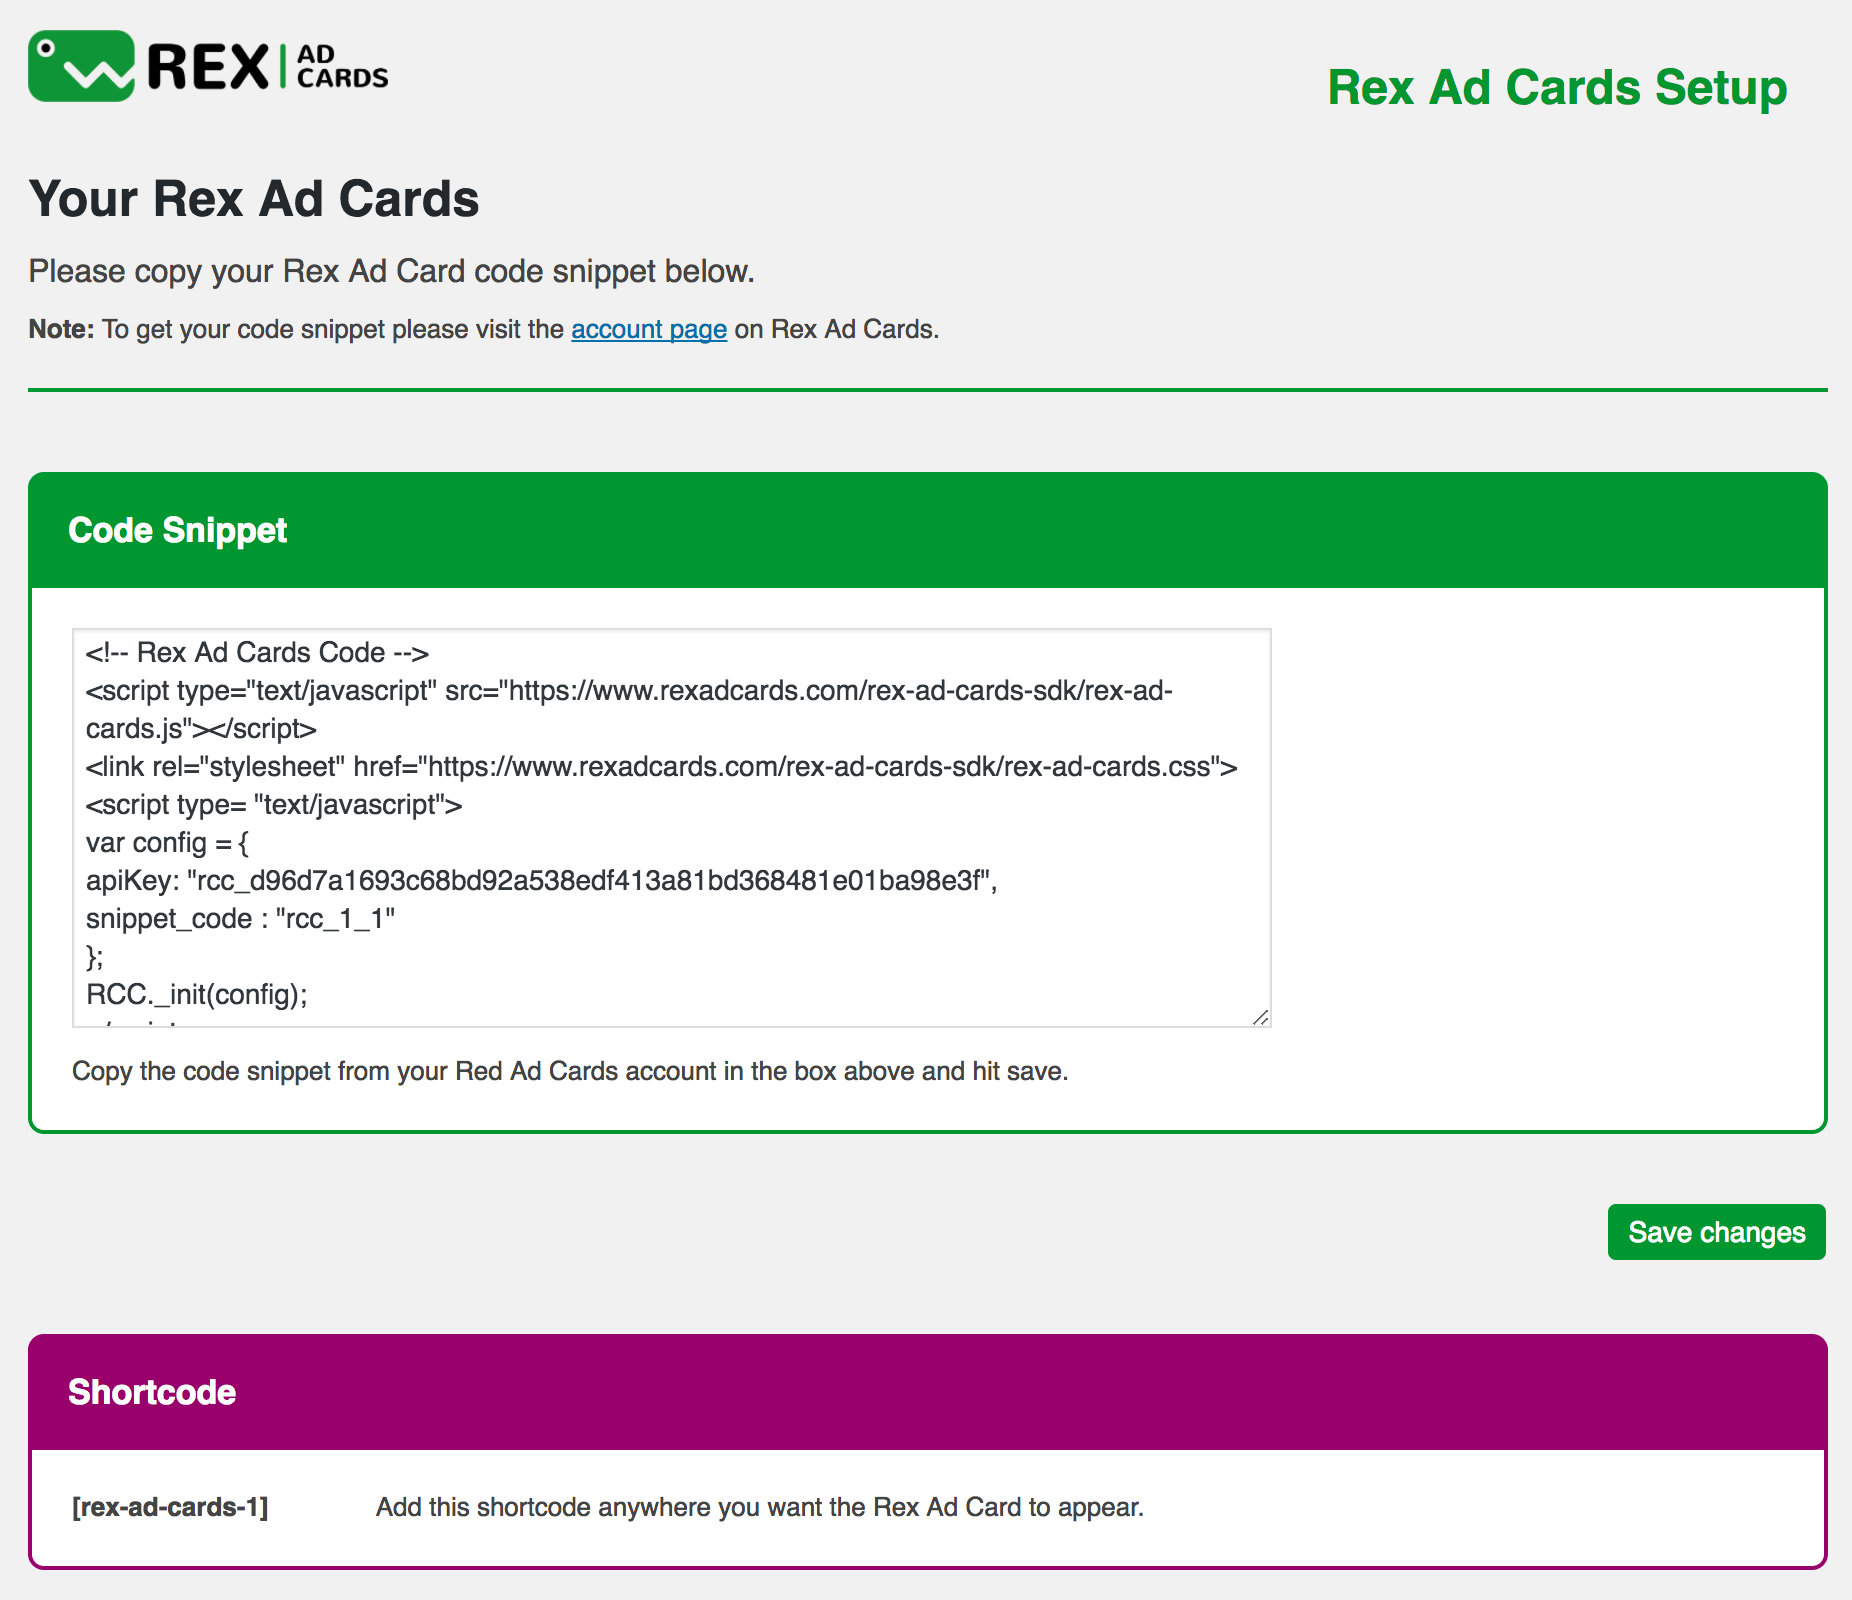 REX
AD
CARDS
Rex Ad Cards Setup
Your Rex Ad Cards
Please copy your Rex Ad Card code snippet below.
Note: To get your code snippet please visit the account page on Rex Ad Cards.
Code Snippet
<!-- Rex Ad Cards Code -->
<script type="text/javascript" src="https://www.rexadcards.com/rex-ad-cards-sdk/rex-ad-
cards.js"></script>
<link rel="stylesheet" href="https://www.rexadcards.com/rex-ad-cards-sdk/rex-ad-cards.css">
<script type= "text/javascript">
var config = {
apiKey: "rcc_d96d7a1693c68bd92a538edf413a81bd368481e01ba98e3f",
snippet_code : "rcc_1_1"
};
RCC._init(config);
Copy the code snippet from your Red Ad Cards account in the box above and hit save.
Save changes
Shortcode
[rex-ad-cards-1]
Add this shortcode anywhere you want the Rex Ad Card to appear.